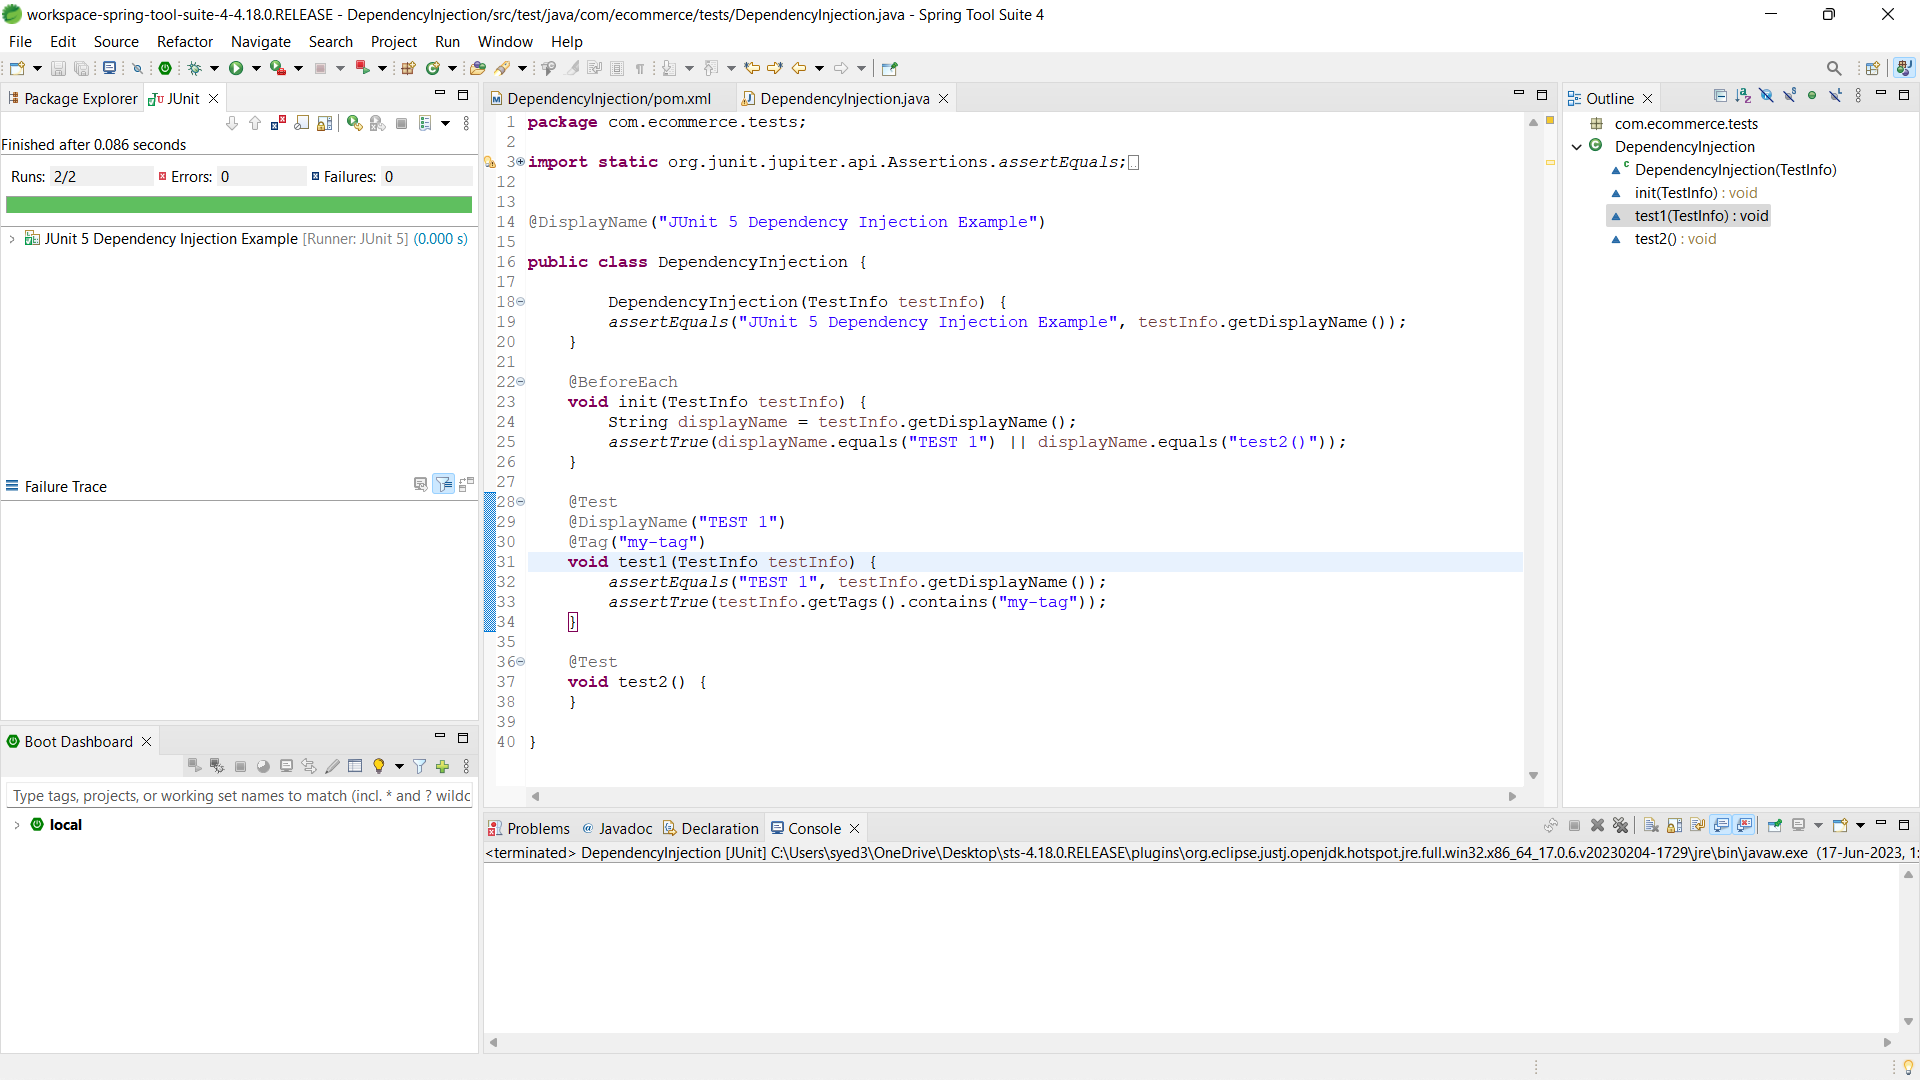 workspace-spring-tool-suite-4-4.18.0.RELEASE - DependencyInjection/src/test/java/com/ecommerce/tests/DependencyInjection.java - Spring Tool Suite 4
File Edit Source Refactor Navigate Search Project Run Window Help
Package Explorer
JUnit
Finished after 0.086 seconds
Runs: 2/2 Errors: 0 Failures: 0
JUnit 5 Dependency Injection Example [Runner: JUnit 5] (0.000 s)
Failure Trace
Boot Dashboard
Type tags, projects, or working set names to match (incl. * and ? wildc
local
DependencyInjection/pom.xml
DependencyInjection.java
1 package com.ecommerce.tests;
2
3 import static org.junit.jupiter.api.Assertions.assertEquals;
12
13
14 @DisplayName("JUnit 5 Dependency Injection Example")
15
16 public class DependencyInjection {
17
18 DependencyInjection(TestInfo testInfo) {
19 assertEquals("JUnit 5 Dependency Injection Example", testInfo.getDisplayName());
20 }
21
22 @BeforeEach
23 void init(TestInfo testInfo) {
24 String displayName = testInfo.getDisplayName();
25 assertTrue(displayName.equals("TEST 1") || displayName.equals("test2()"));
26 }
27
28 @Test
29 @DisplayName("TEST 1")
30 @Tag("my-tag")
31 void test1(TestInfo testInfo) {
32 assertEquals("TEST 1", testInfo.getDisplayName());
33 assertTrue(testInfo.getTags().contains("my-tag"));
34 }
35
36 @Test
37 void test2() {
38 }
39
40 }
Outline
com.ecommerce.tests
DependencyInjection
DependencyInjection(TestInfo)
init(TestInfo) : void
test1(TestInfo) : void
test2() : void
Problems @ Javadoc Declaration Console
<terminated> DependencyInjection [JUnit] C:\Users\syed3\OneDrive\Desktop\sts-4.18.0.RELEASE\plugins\org.eclipse.justj.openjdk.hotspot.jre.full.win32.x86_64_17.0.6.v20230204-1729\jre\bin\javaw.exe (17-Jun-2023, 1: